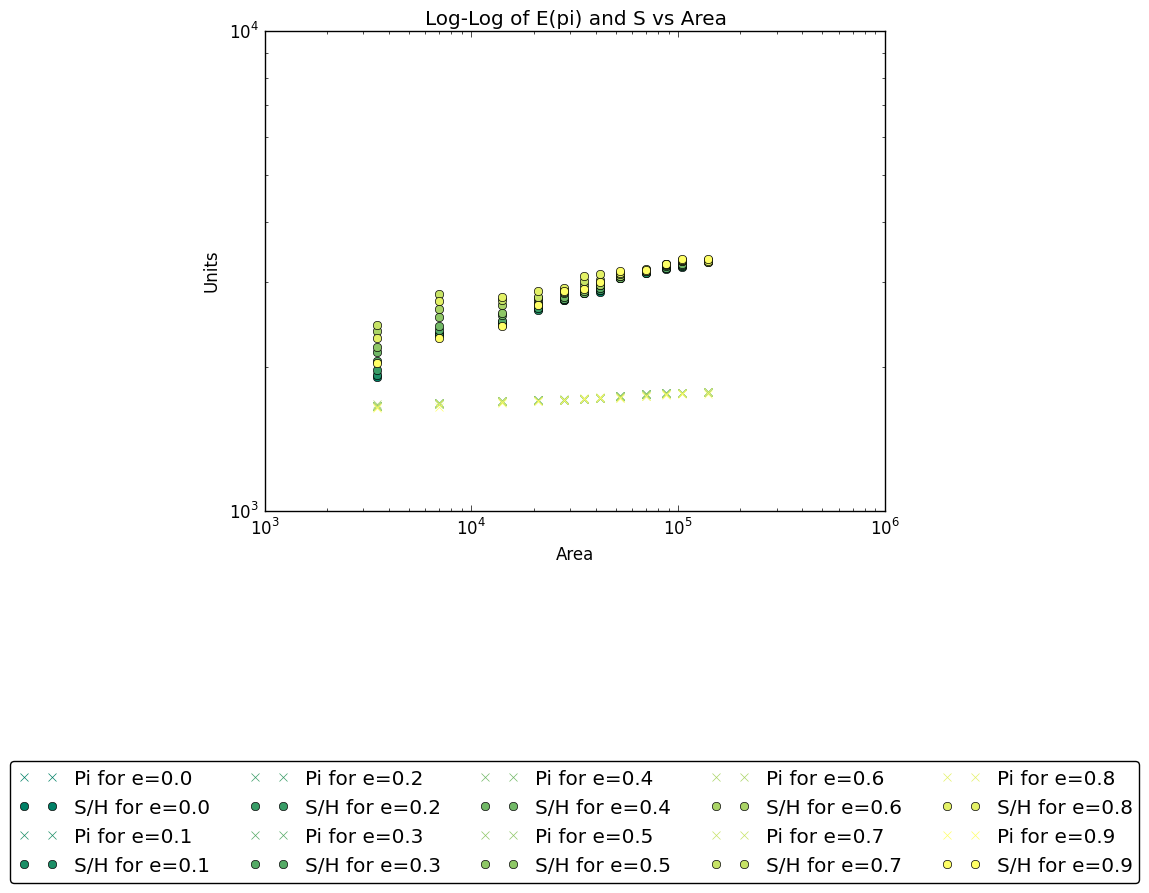 Log-Log of E(pi) and S vs Area
10^4
Units
10^3
10^3 10^4 10^5 10^6
Area
Pi for e=0.0 Pi for e=0.2 Pi for e=0.4 Pi for e=0.6 Pi for e=0.8
S/H for e=0.0 S/H for e=0.2 S/H for e=0.4 S/H for e=0.6 S/H for e=0.8
Pi for e=0.1 Pi for e=0.3 Pi for e=0.5 Pi for e=0.7 Pi for e=0.9
S/H for e=0.1 S/H for e=0.3 S/H for e=0.5 S/H for e=0.7 S/H for e=0.9